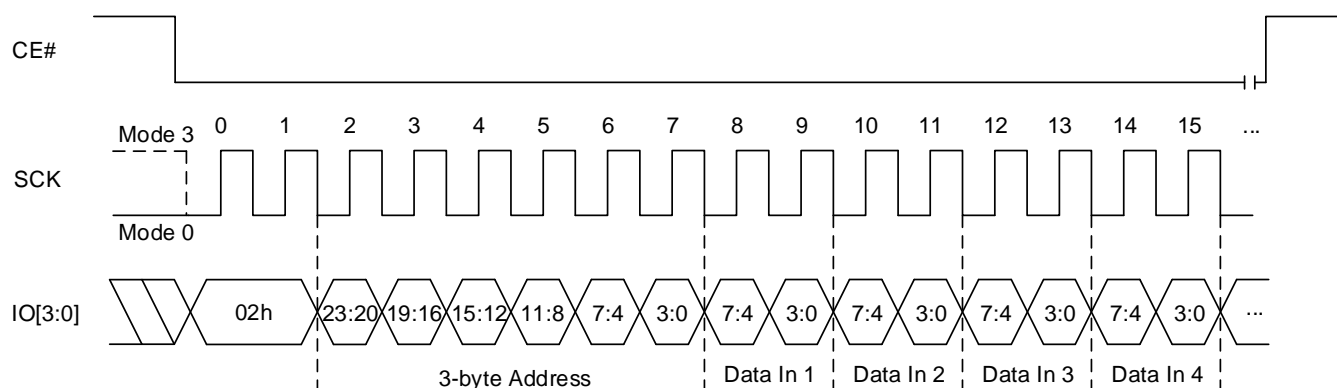 CE#
Mode 3
0 1 2 3 4 5 6 7 8 9 10 11 12 13 14 15 ...
SCK
Mode 0
IO[3:0]
02h 23:20 19:16 15:12 11:8 7:4 3:0 7:4 3:0 7:4 3:0 7:4 3:0 7:4 3:0 ...
3-byte Address Data In 1 Data In 2 Data In 3 Data In 4